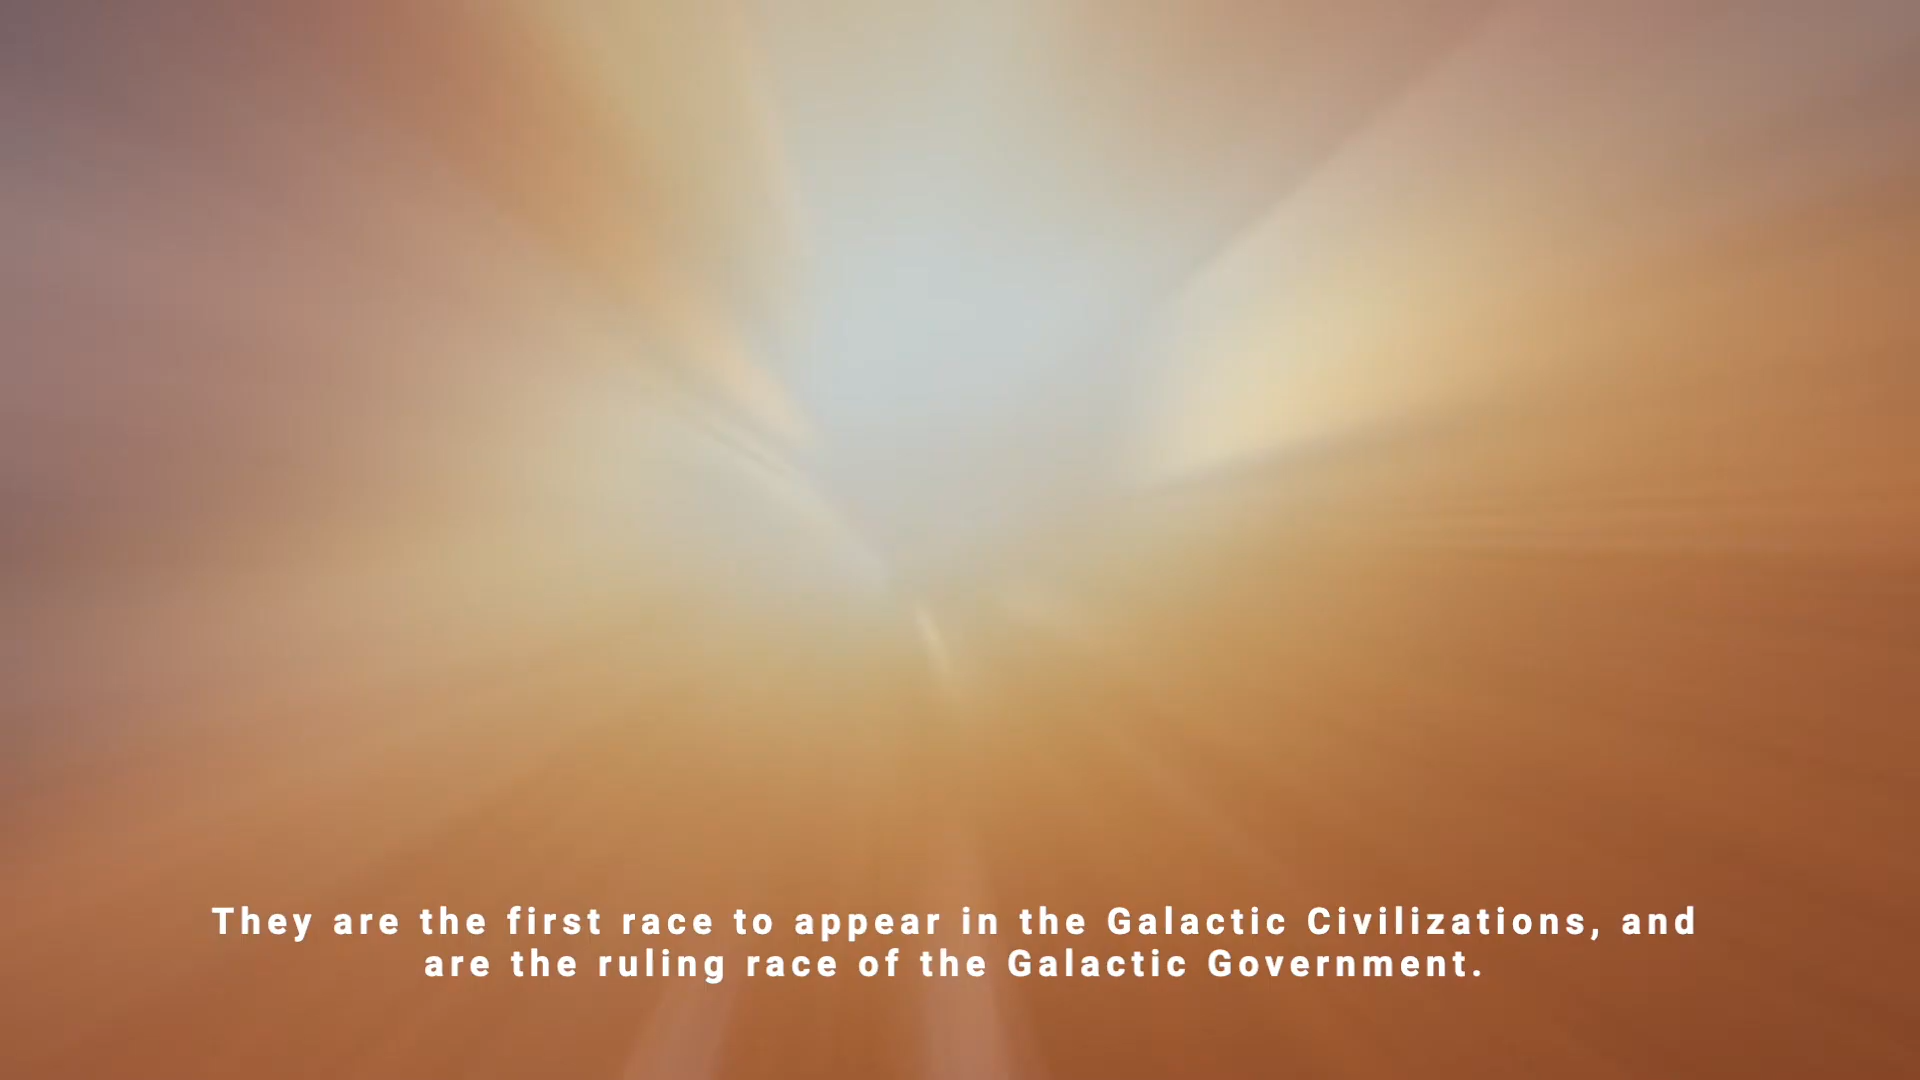 They are the first race to appear in the Galactic Civilizations, and
are the ruling race of the Galactic Government.